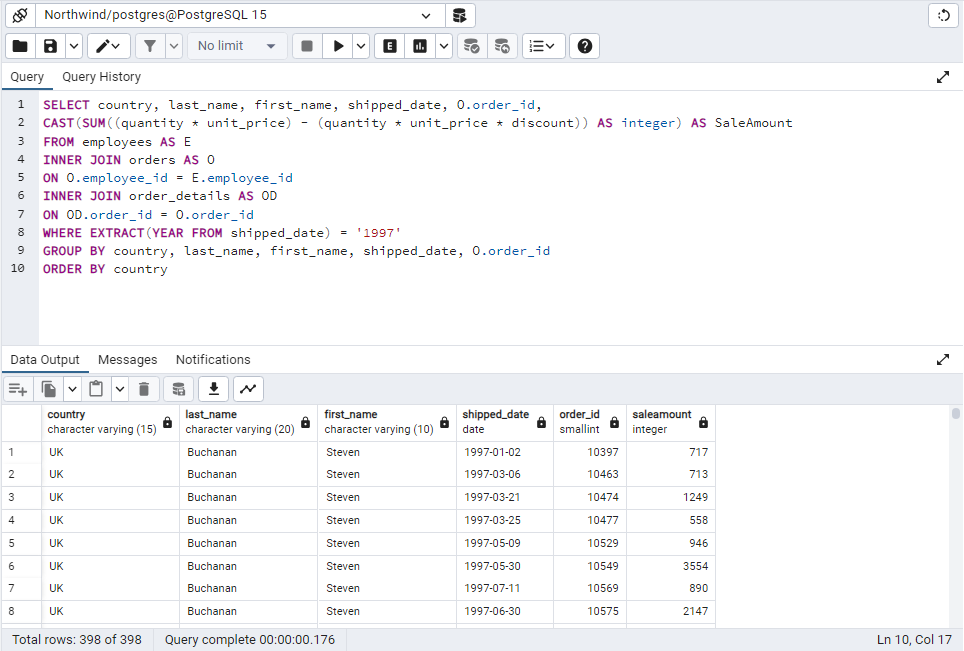 Northwind/postgres@PostgreSQL 15
No limit E
Query Query History
1 SELECT country, last_name, first_name, shipped_date, O.order_id,
2 CAST(SUM((quantity * unit_price) - (quantity * unit_price * discount)) AS integer) AS SaleAmount
3 FROM employees AS E
4 INNER JOIN orders AS O
5 ON O.employee_id = E.employee_id
6 INNER JOIN order_details AS OD
7 ON OD.order_id = O.order_id
8 WHERE EXTRACT(YEAR FROM shipped_date) = '1997'
9 GROUP BY country, last_name, first_name, shipped_date, O.order_id
10 ORDER BY country
Data Output Messages Notifications
country last_name first_name shipped_date order_id saleamount
character varying (15) character varying (20) character varying (10) date smallint integer
1 UK Buchanan Steven 1997-01-02 10397 717
2 UK Buchanan Steven 1997-03-06 10463 713
3 UK Buchanan Steven 1997-03-21 10474 1249
4 UK Buchanan Steven 1997-03-25 10477 558
5 UK Buchanan Steven 1997-05-09 10529 946
6 UK Buchanan Steven 1997-05-30 10549 3554
7 UK Buchanan Steven 1997-07-11 10569 890
8 UK Buchanan Steven 1997-06-30 10575 2147
Total rows: 398 of 398 Query complete 00:00:00.176 Ln 10, Col 17